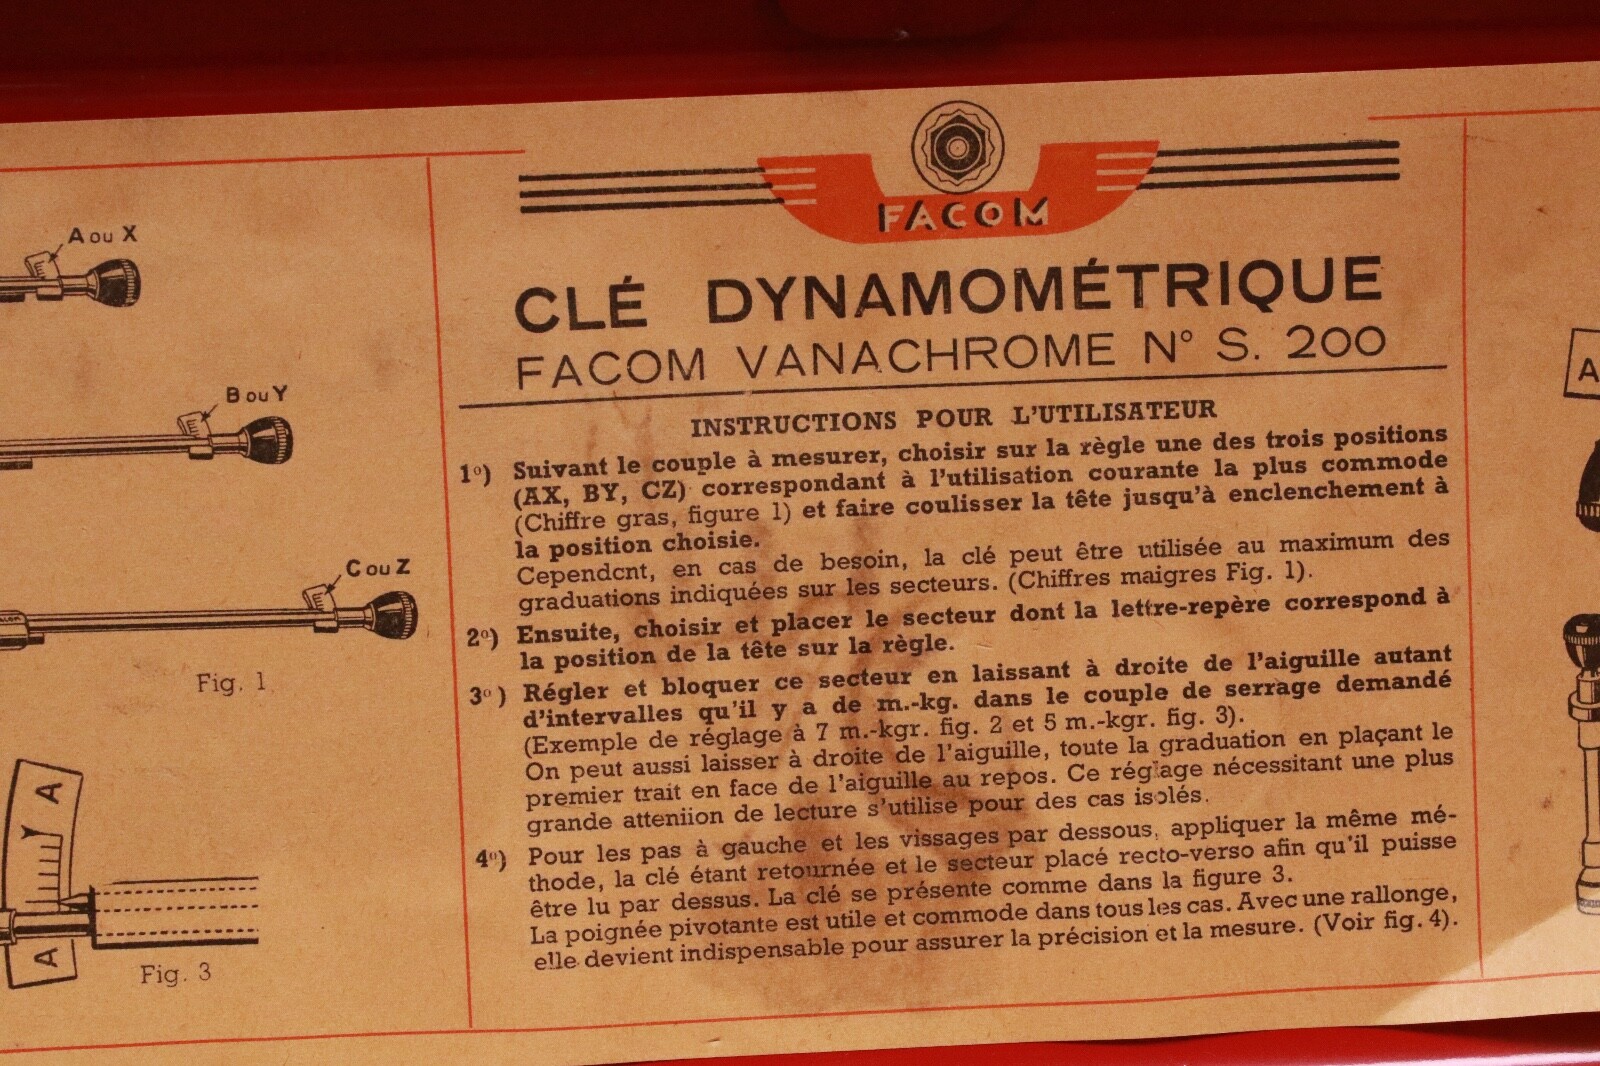 A ou X
B ou Y
C ou Z
Fig. 1
A
A
Fig. 3
FACOM
CLÉ DYNAMOMÉTRIQUE
FACOM VANACHROME N° S. 200
INSTRUCTIONS POUR L'UTILISATEUR
1°) Suivant le couple à mesurer, choisir sur la règle une des trois positions
(AX, BY, CZ) correspondant à l'utilisation courante la plus commode
(Chiffre gras, figure 1) et faire coulisser la tête jusqu'à enclenchement à
la position choisie.
Cependcnt, en cas de besoin, la clé peut être utilisée au maximum des
graduations indiquées sur les secteurs. (Chiffres maigres Fig. 1).
2°) Ensuite, choisir et placer le secteur dont la lettre-repère correspond à
la position de la tête sur la règle.
3°) Régler et bloquer ce secteur en laissant à droite de l'aiguille autant
d'intervalles qu'il y a de m.-kg. dans le couple de serrage demandé
(Exemple de réglage à 7 m.-kgr. fig. 2 et 5 m.-kgr. fig. 3).
On peut aussi laisser à droite de l'aiguille, toute la graduation en plaçant le
premier trait en face de l'aiguille au repos. Ce réglage nécessitant une plus
grande atteniion de lecture s'utilise pour des cas isolés.
4°) Pour les pas à gauche et les vissages par dessous, appliquer la même mé-
thode, la clé étant retournée et le secteur placé recto-verso afin qu'il puisse
être lu par dessus. La clé se présente comme dans la figure 3.
La poignée pivotante est utile et commode dans tous les cas. Avec une rallonge,
elle devient indispensable pour assurer la précision et la mesure. (Voir fig. 4).
A